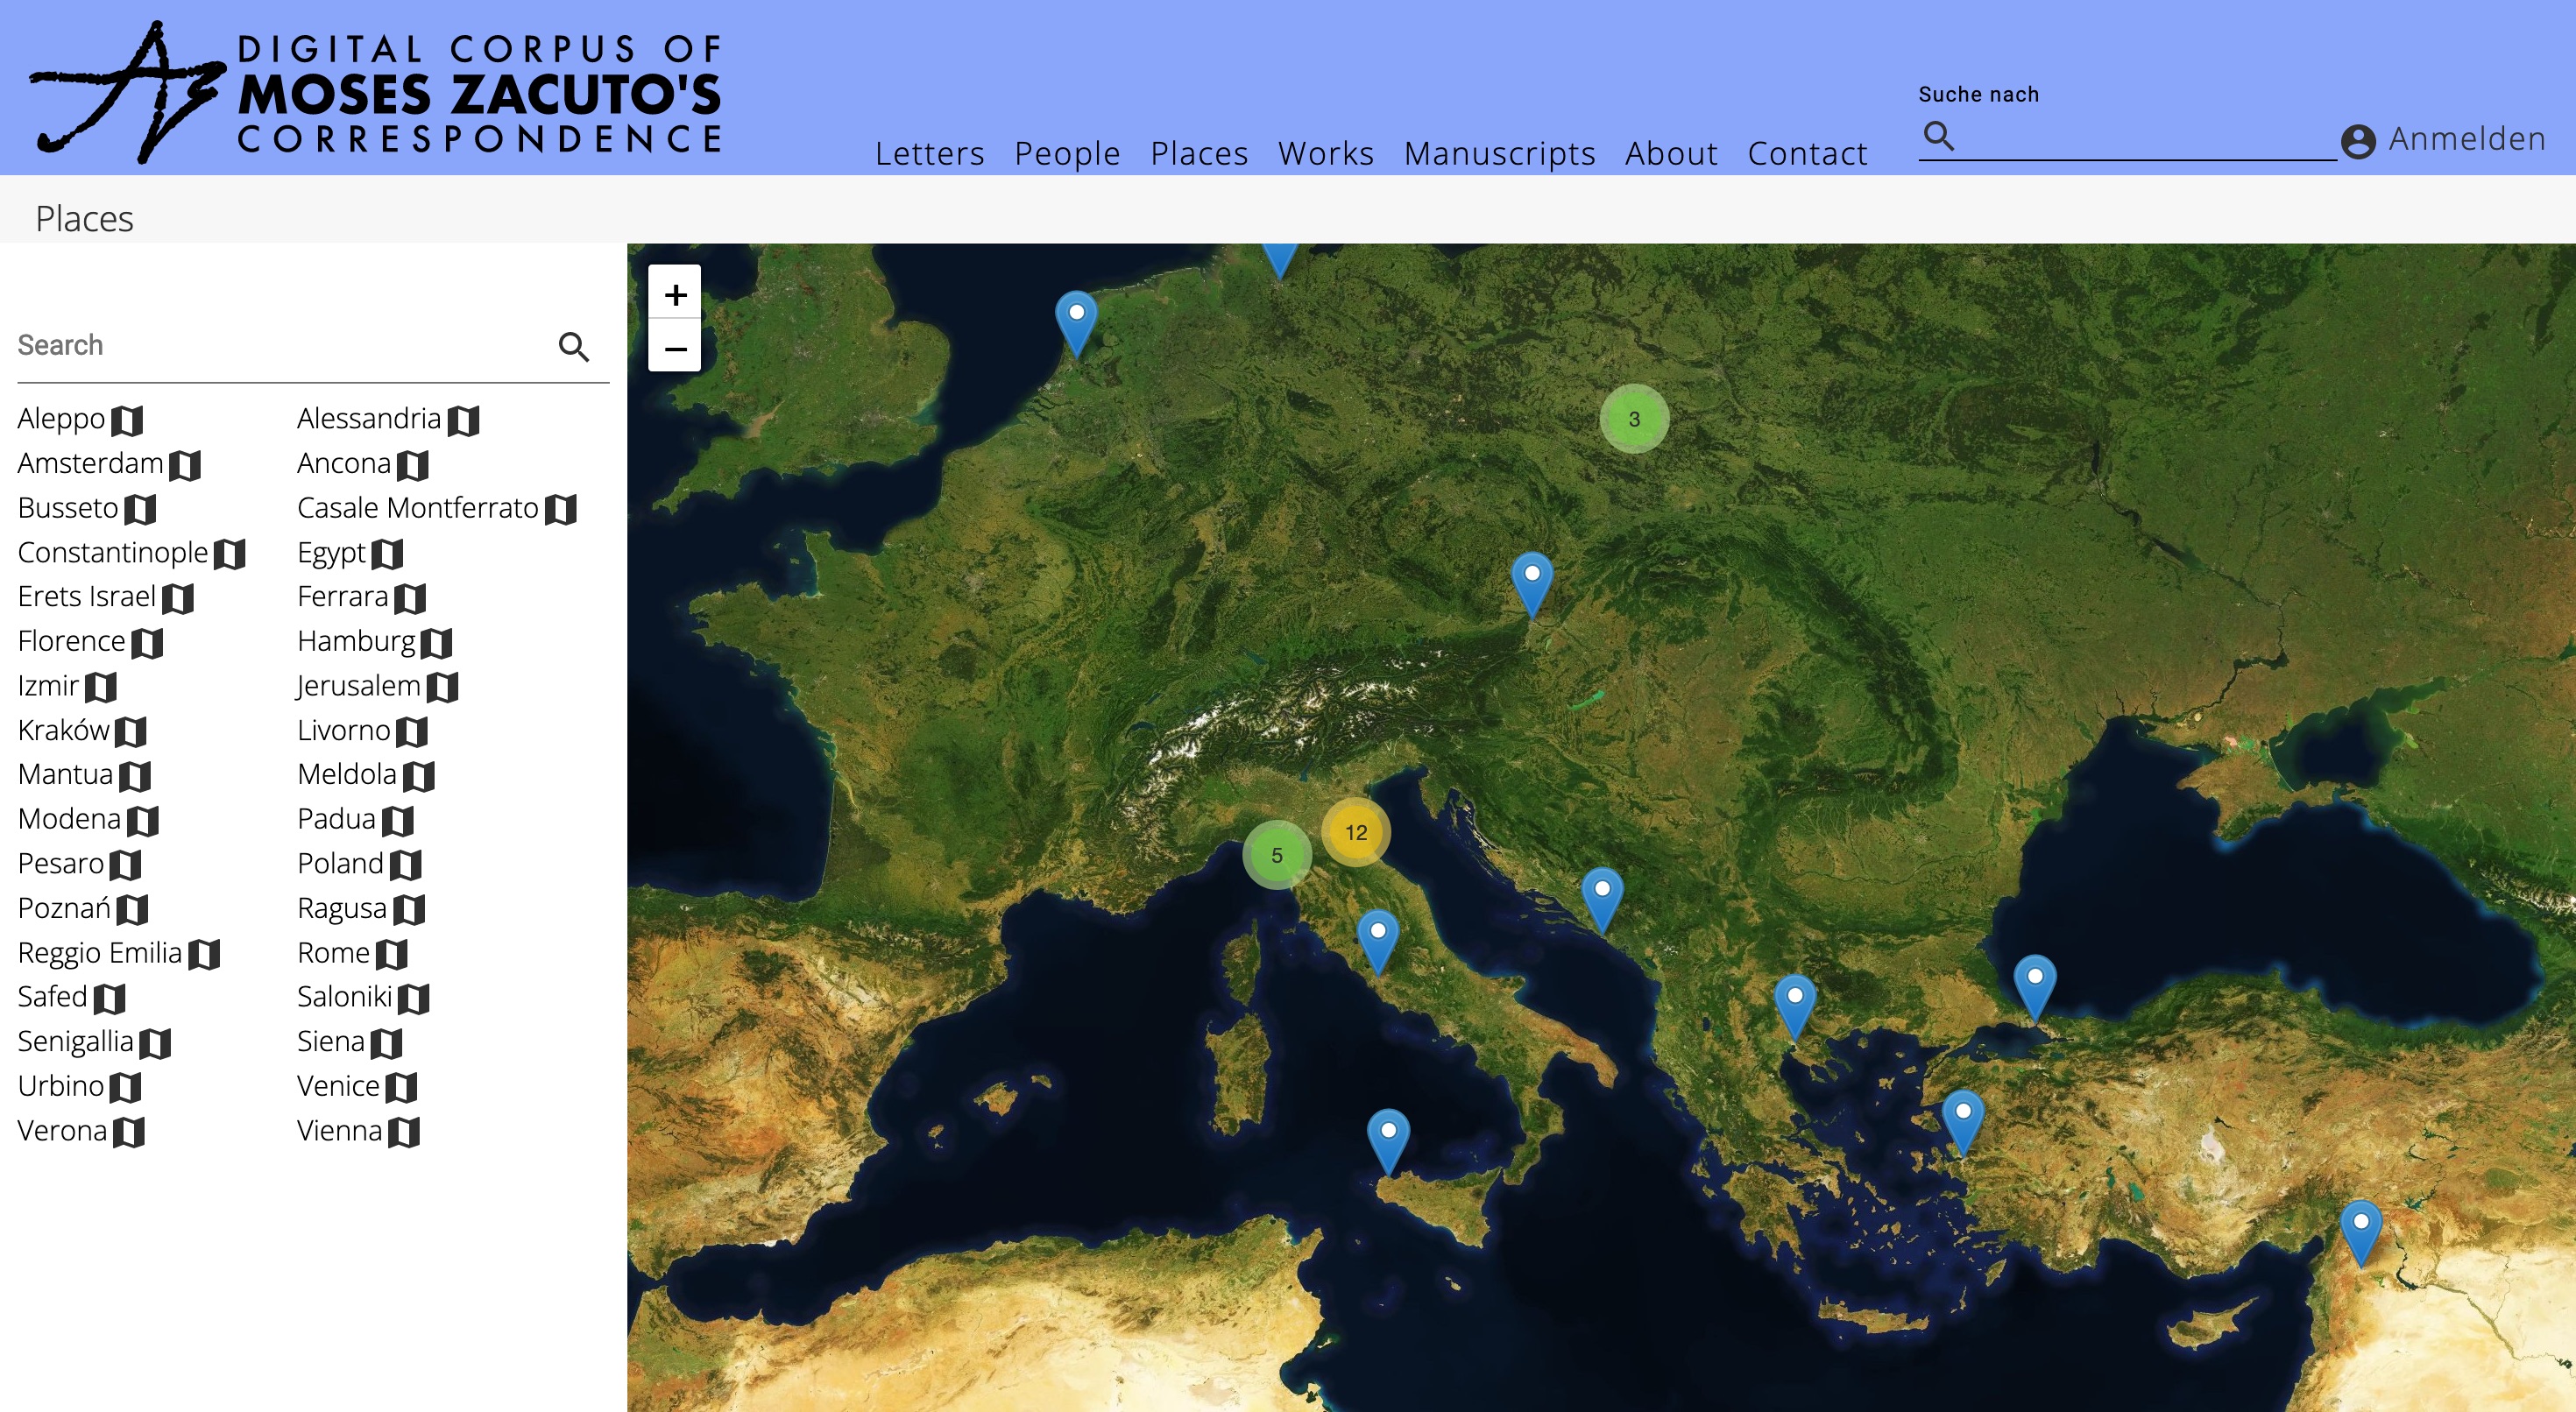 DIGITAL CORPUS OF
MOSES ZACUTO'S
CORRESPONDENCE
Letters People Places Works Manuscripts About Contact
Suche nach
Anmelden
Places
Search
Aleppo Alessandria
Amsterdam Ancona
Busseto Casale Montferrato
Constantinople Egypt
Erets Israel Ferrara
Florence Hamburg
Izmir Jerusalem
Kraków Livorno
Mantua Meldola
Modena Padua
Pesaro Poland
Poznań Ragusa
Reggio Emilia Rome
Safed Saloniki
Senigallia Siena
Urbino Venice
Verona Vienna
+
−
3
12
5